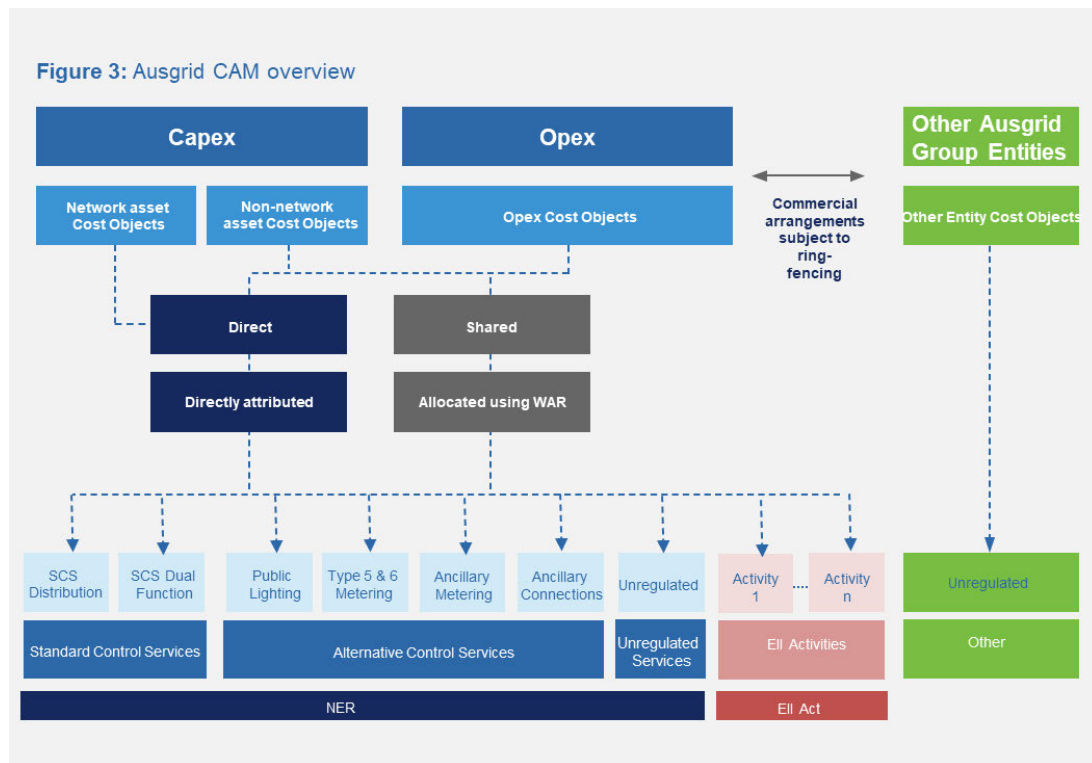 Figure 3: Ausgrid CAM overview
Capex
Opex
Other Ausgrid
Group Entities
Network asset
Cost Objects
Non-network
asset Cost Objects
Opex Cost Objects
Commercial
arrangements
subject to
ring-
fencing
Other Entity Cost Objects
Direct
Shared
Directly attributed
Allocated using WAR
SCS
Distribution
SCS Dual
Function
Public
Lighting
Type 5 & 6
Metering
Ancillary
Metering
Ancillary
Connections
Unregulated
Activity
1
....
Activity
n
Unregulated
Standard Control Services
Alternative Control Services
Unregulated
Services
EII Activities
Other
NER
EII Act